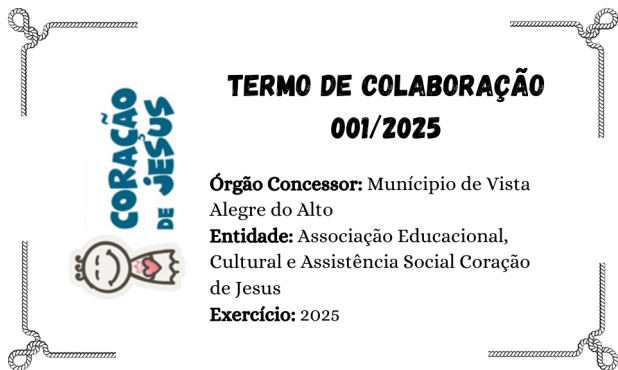 CORAÇÃO
DE JESUS
TERMO DE COLABORAÇÃO
001/2025
Órgão Concessor: Munícipio de Vista
Alegre do Alto
Entidade: Associação Educacional,
Cultural e Assistência Social Coração
de Jesus
Exercício: 2025